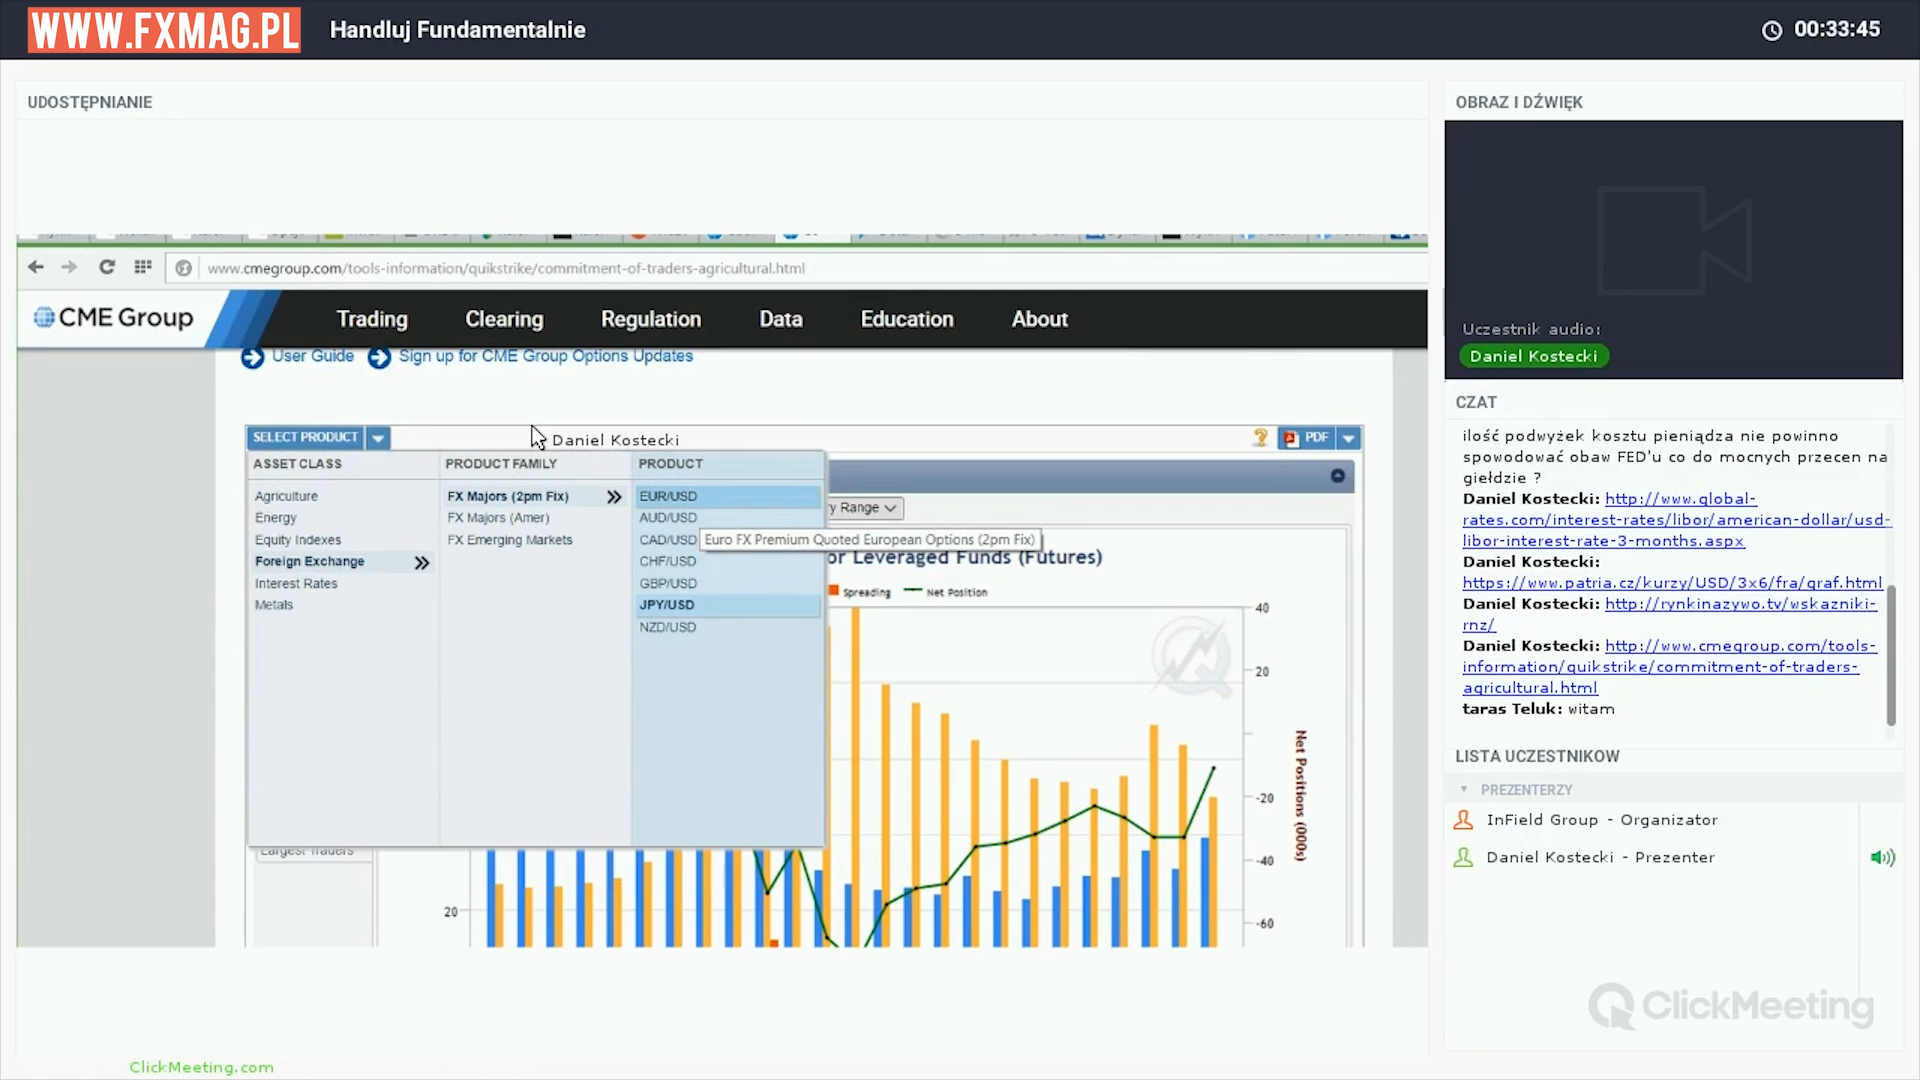 WWW.FXMAG.PL
Handluj Fundamentalnie
00:33:45
UDOSTĘPNIANIE
www.cmegroup.com/tools-information/quikstrike/commitment-of-traders-agricultural.html
CME Group
Trading
Clearing
Regulation
Data
Education
About
User Guide
Sign up for CME Group Options Updates
SELECT PRODUCT
Daniel Kostecki
PDF
ASSET CLASS
Agriculture
Energy
Equity Indexes
Foreign Exchange
Interest Rates
Metals
PRODUCT FAMILY
FX Majors (2pm Fix)
FX Majors (Amer)
FX Emerging Markets
PRODUCT
EUR/USD
AUD/USD
CAD/USD
CHF/USD
GBP/USD
JPY/USD
NZD/USD
Range
Euro FX Premium Quoted European Options (2pm Fix)
or Leveraged Funds (Futures)
Spreading
Net Position
40
20
-20
-40
-60
Net Positions (000s)
Largest Traders
20
OBRAZ I DŹWIĘK
Uczestnik audio:
Daniel Kostecki
CZAT
ilość podwyżek kosztu pieniądza nie powinno
spowodować obaw FED'u co do mocnych przecen na
giełdzie ?
Daniel Kostecki: http://www.global-
rates.com/interest-rates/libor/american-dollar/usd-
libor-interest-rate-3-months.aspx
Daniel Kostecki:
https://www.patria.cz/kurzy/USD/3x6/fra/graf.html
Daniel Kostecki: http://rynkinazywo.tv/wskazniki-
rnz/
Daniel Kostecki: http://www.cmegroup.com/tools-
information/quikstrike/commitment-of-traders-
agricultural.html
taras Teluk: witam
LISTA UCZESTNIKOW
PREZENTERZY
InField Group - Organizator
Daniel Kostecki - Prezenter
ClickMeeting
ClickMeeting.com